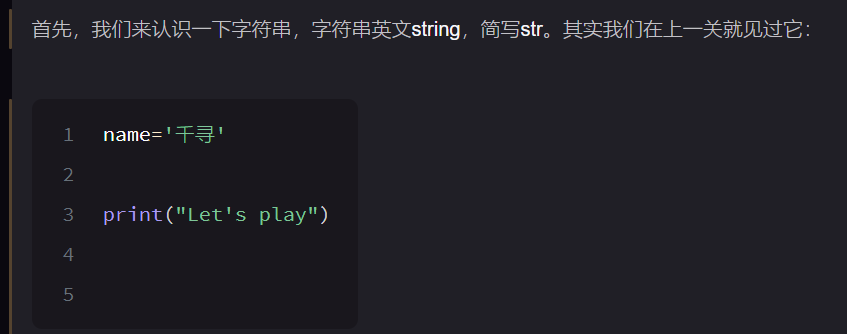 首先，我们来认识一下字符串，字符串英文string，简写str。其实我们在上一关就见过它：
1 name='千寻'
2
3 print("Let's play")
4
5